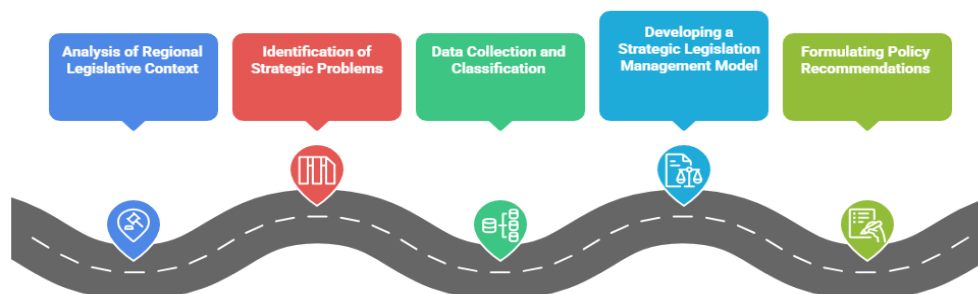 Analysis of Regional
Legislative Context
Identification of
Strategic Problems
Data Collection and
Classification
Developing a
Strategic Legislation
Management Model
Formulating Policy
Recommendations